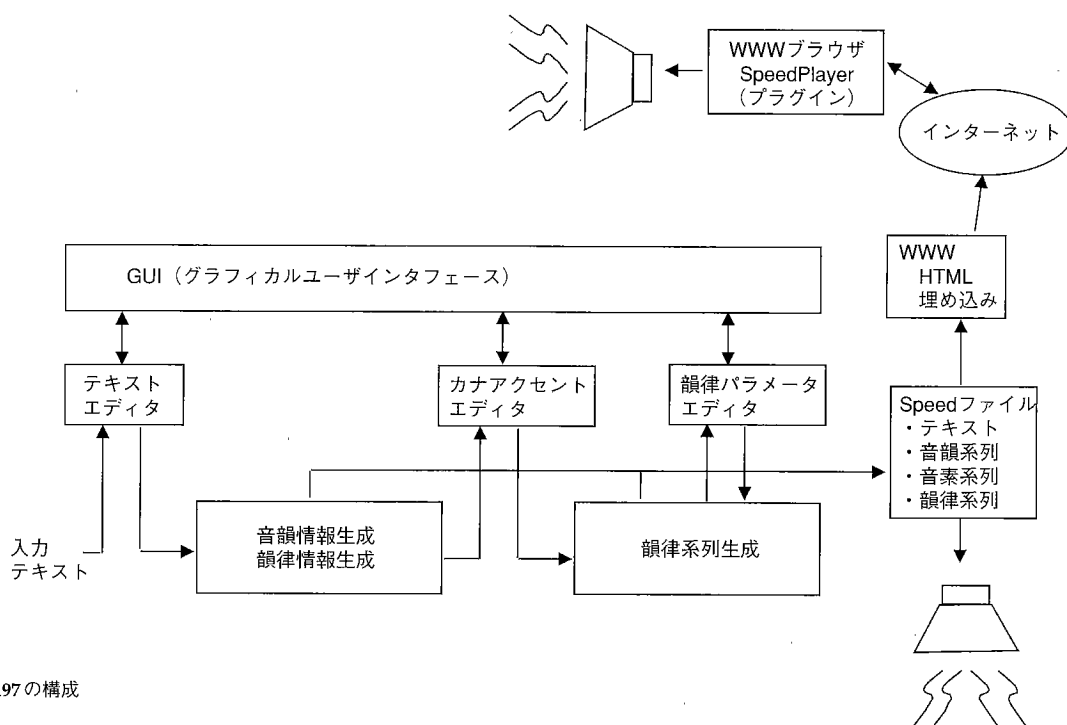 WWWブラウザ
SpeedPlayer
（プラグイン）
インターネット
WWW
HTML
埋め込み
GUI（グラフィカルユーザインタフェース）
テキスト
エディタ
カナアクセント
エディタ
韻律パラメータ
エディタ
Speedファイル
・テキスト
・音韻系列
・音素系列
・韻律系列
音韻情報生成
韻律情報生成
韻律系列生成
入力
テキスト
97の構成